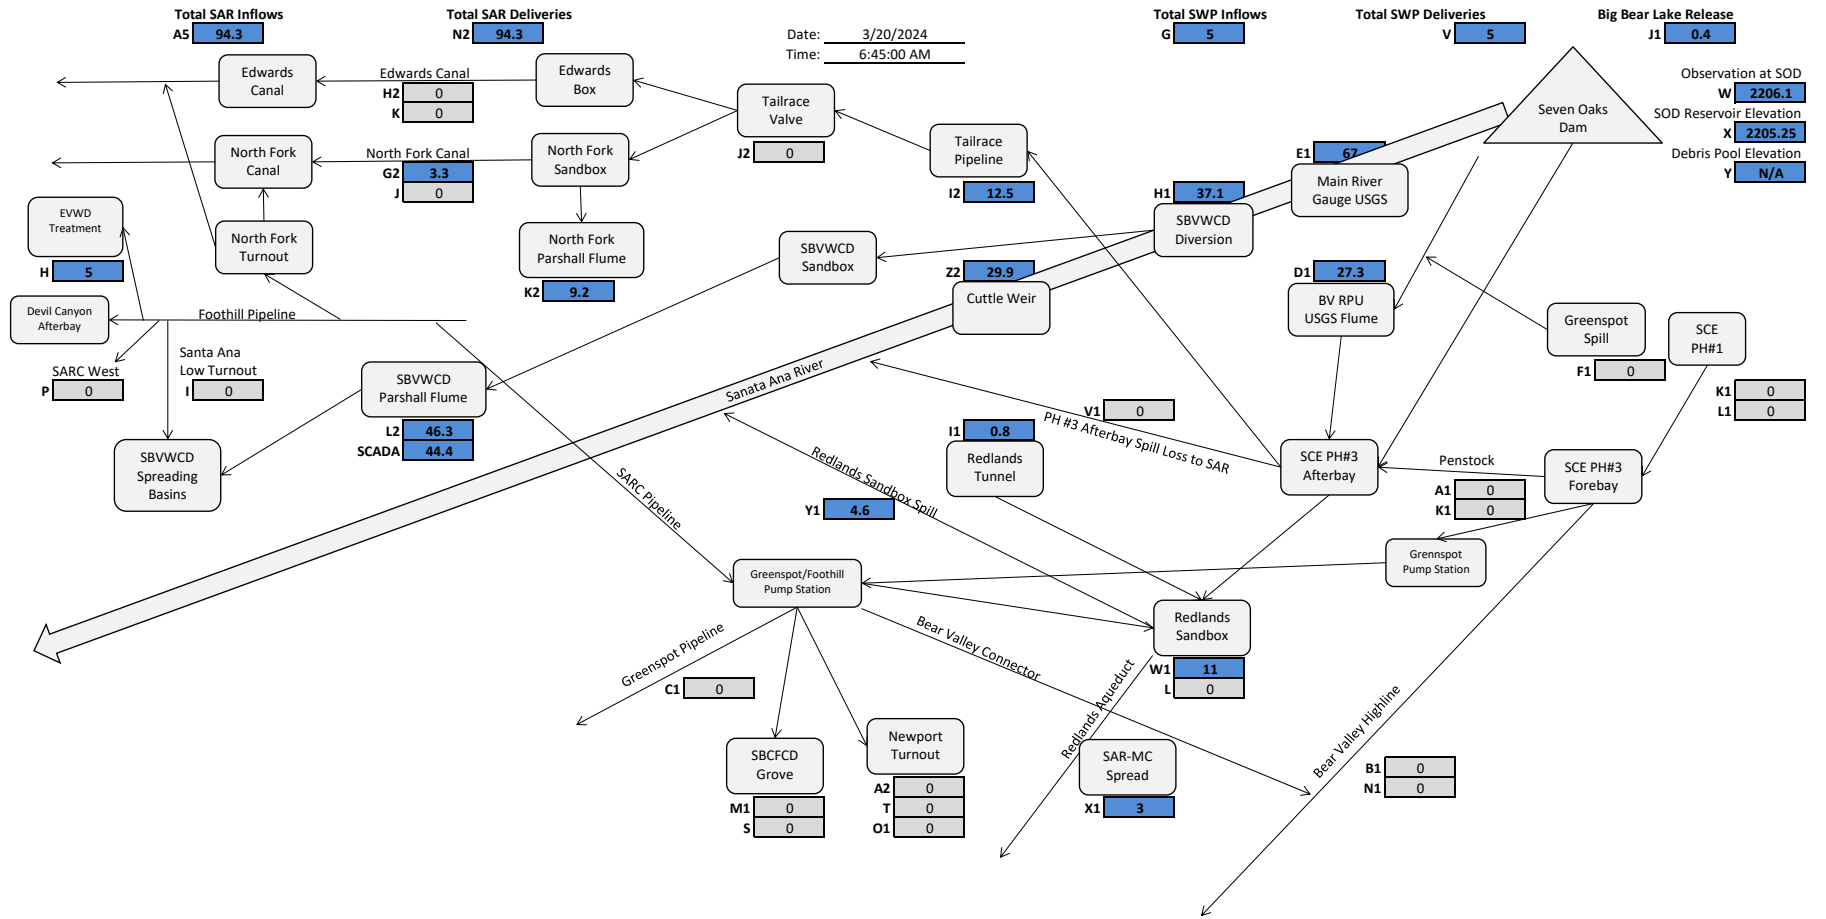 Total SAR Inflows
A5 94.3
Total SAR Deliveries
N2 94.3
Date: 3/20/2024
Time: 6:45:00 AM
Total SWP Inflows
G 5
Total SWP Deliveries
V 5
Big Bear Lake Release
J1 0.4
Observation at SOD
W 2206.1
SOD Reservoir Elevation
X 2205.25
Debris Pool Elevation
Y N/A
Seven Oaks
Dam
Edwards
Canal
Edwards Canal
H2 0
K 0
Edwards
Box
Tailrace
Valve
J2 0
Tailrace
Pipeline
I2 12.5
E1 67
Main River
Gauge USGS
H1 37.1
SBVWCD
Diversion
North Fork
Canal
North Fork Canal
G2 3.3
J 0
North Fork
Sandbox
EVWD
Treatment
H 5
North Fork
Turnout
North Fork
Parshall Flume
K2 9.2
SBVWCD
Sandbox
Z2 29.9
Cuttle Weir
D1 27.3
BV RPU
USGS Flume
Greenspot
Spill
F1 0
SCE
PH#1
K1 0
L1 0
Devil Canyon
Afterbay
Foothill Pipeline
SARC West
P 0
Santa Ana
Low Turnout
I 0
SBVWCD
Parshall Flume
L2 46.3
SCADA 44.4
Sanata Ana River
V1 0
PH #3 Afterbay Spill Loss to SAR
I1 0.8
Redlands
Tunnel
SCE PH#3
Afterbay
Penstock
A1 0
K1 0
SCE PH#3
Forebay
SBVWCD
Spreading
Basins
SARC Pipeline
Redlands Sandbox Spill
Y1 4.6
Greenspot/Foothill
Pump Station
Grennspot
Pump Station
Redlands
Sandbox
W1 11
L 0
Greenspot Pipeline
C1 0
Bear Valley Connector
Redlands Aqueduct
Bear Valley Highline
SBCFCD
Grove
M1 0
S 0
Newport
Turnout
A2 0
T 0
O1 0
SAR-MC
Spread
X1 3
B1 0
N1 0